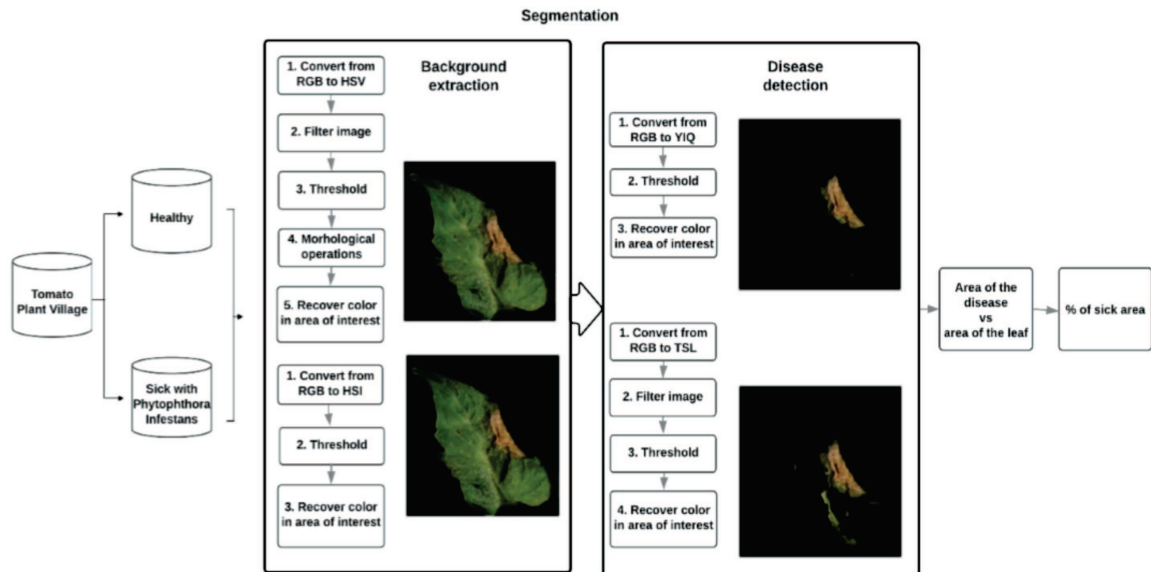 Segmentation
Tomato
Plant Village
Healthy
Sick with
Phytophthora
Infestans
Background
extraction
1. Convert from
RGB to HSV
2. Filter image
3. Threshold
4. Morhological
operations
5. Recover color
in area of interest
1. Convert from
RGB to HSI
2. Threshold
3. Recover color
in area of interest
Disease
detection
1. Convert from
RGB to YIQ
2. Threshold
3. Recover color
in area of interest
1. Convert from
RGB to TSL
2. Filter image
3. Threshold
4. Recover color
in area of interest
Area of the
disease
vs
area of the leaf
% of sick area